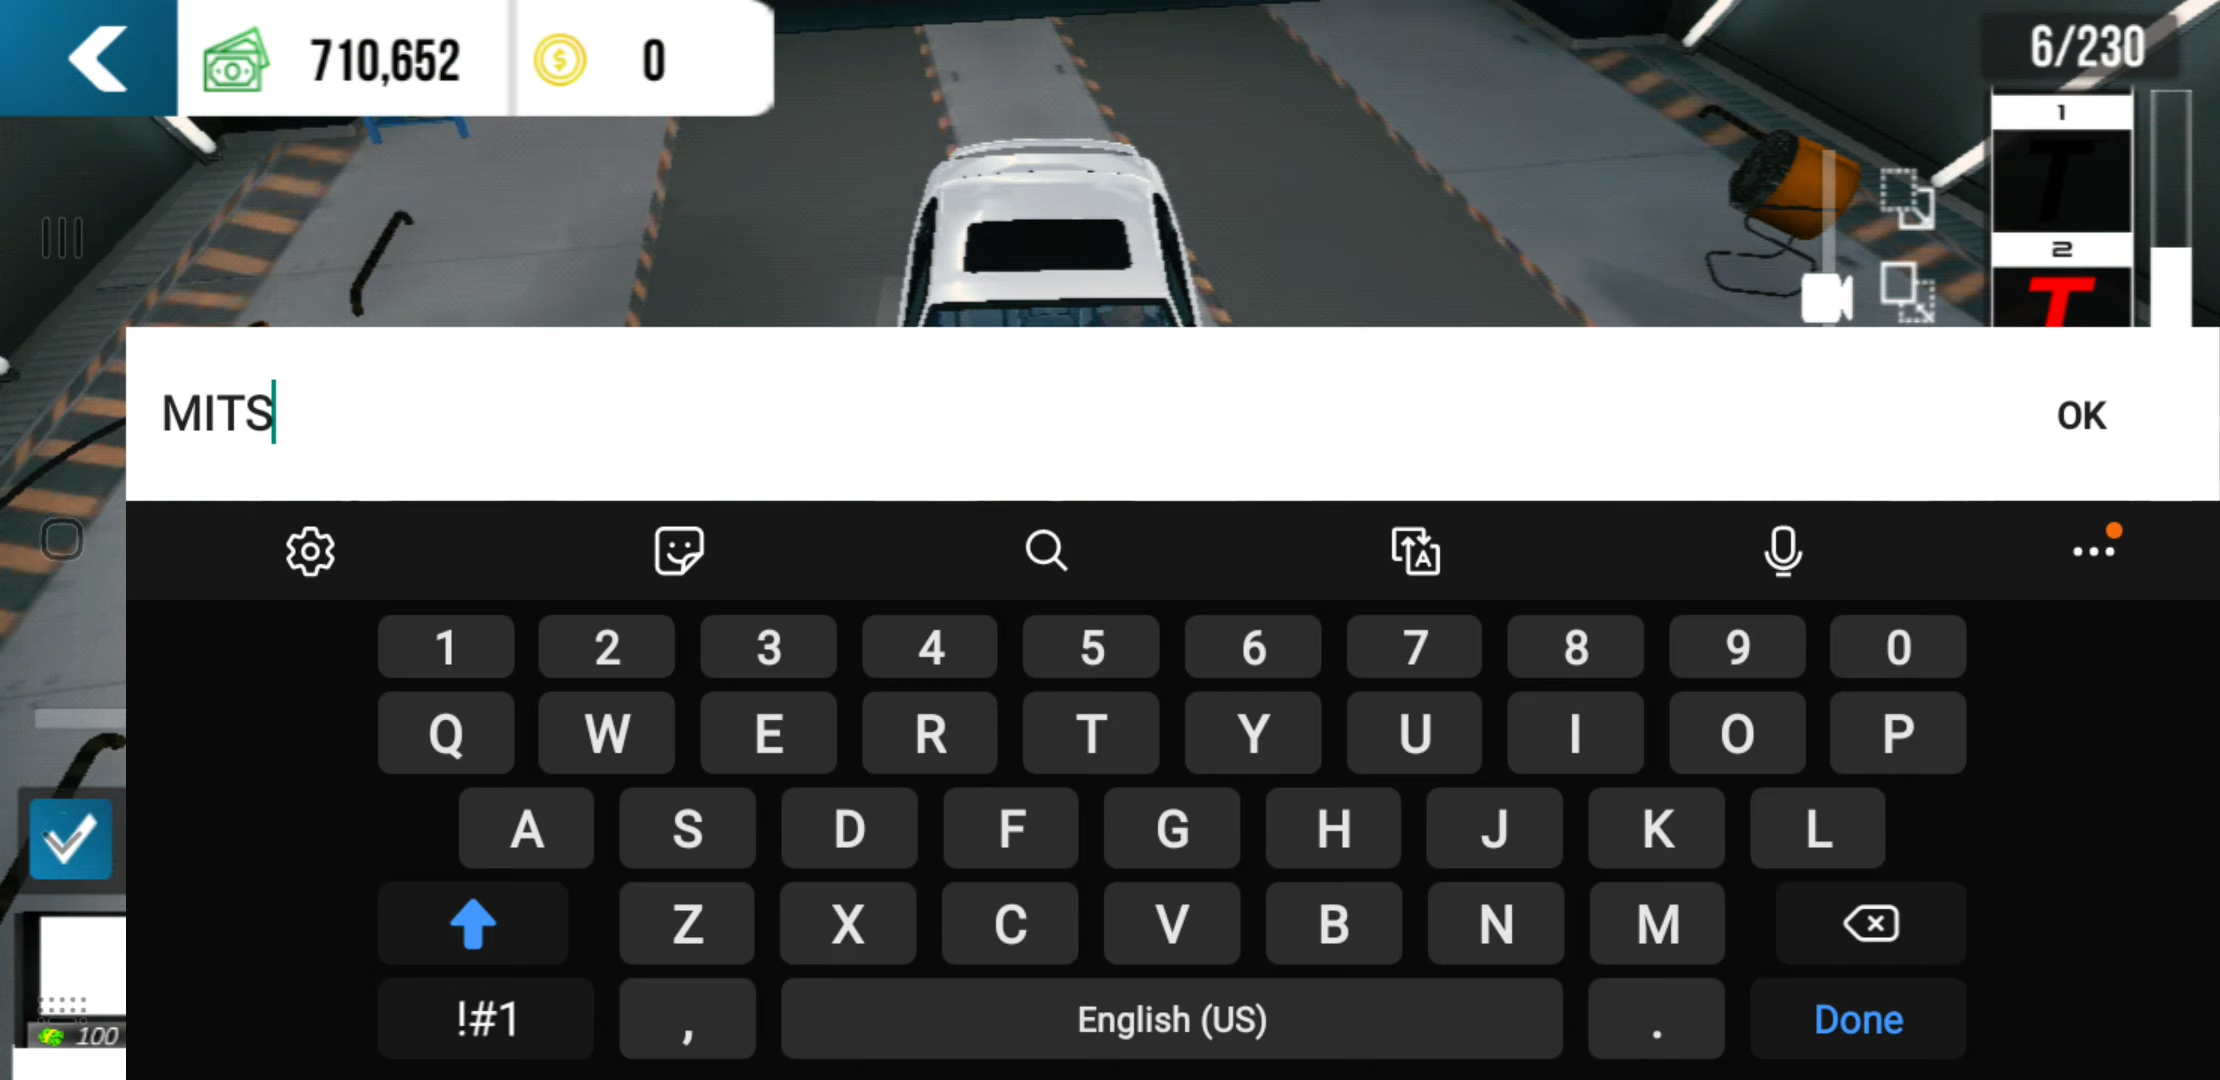 710,652
0
6/230
1
T
2
T
MITS
OK
1 2 3 4 5 6 7 8 9 0
Q W E R T Y U I O P
A S D F G H J K L
Z X C V B N M
!#1 , English (US) . Done
100